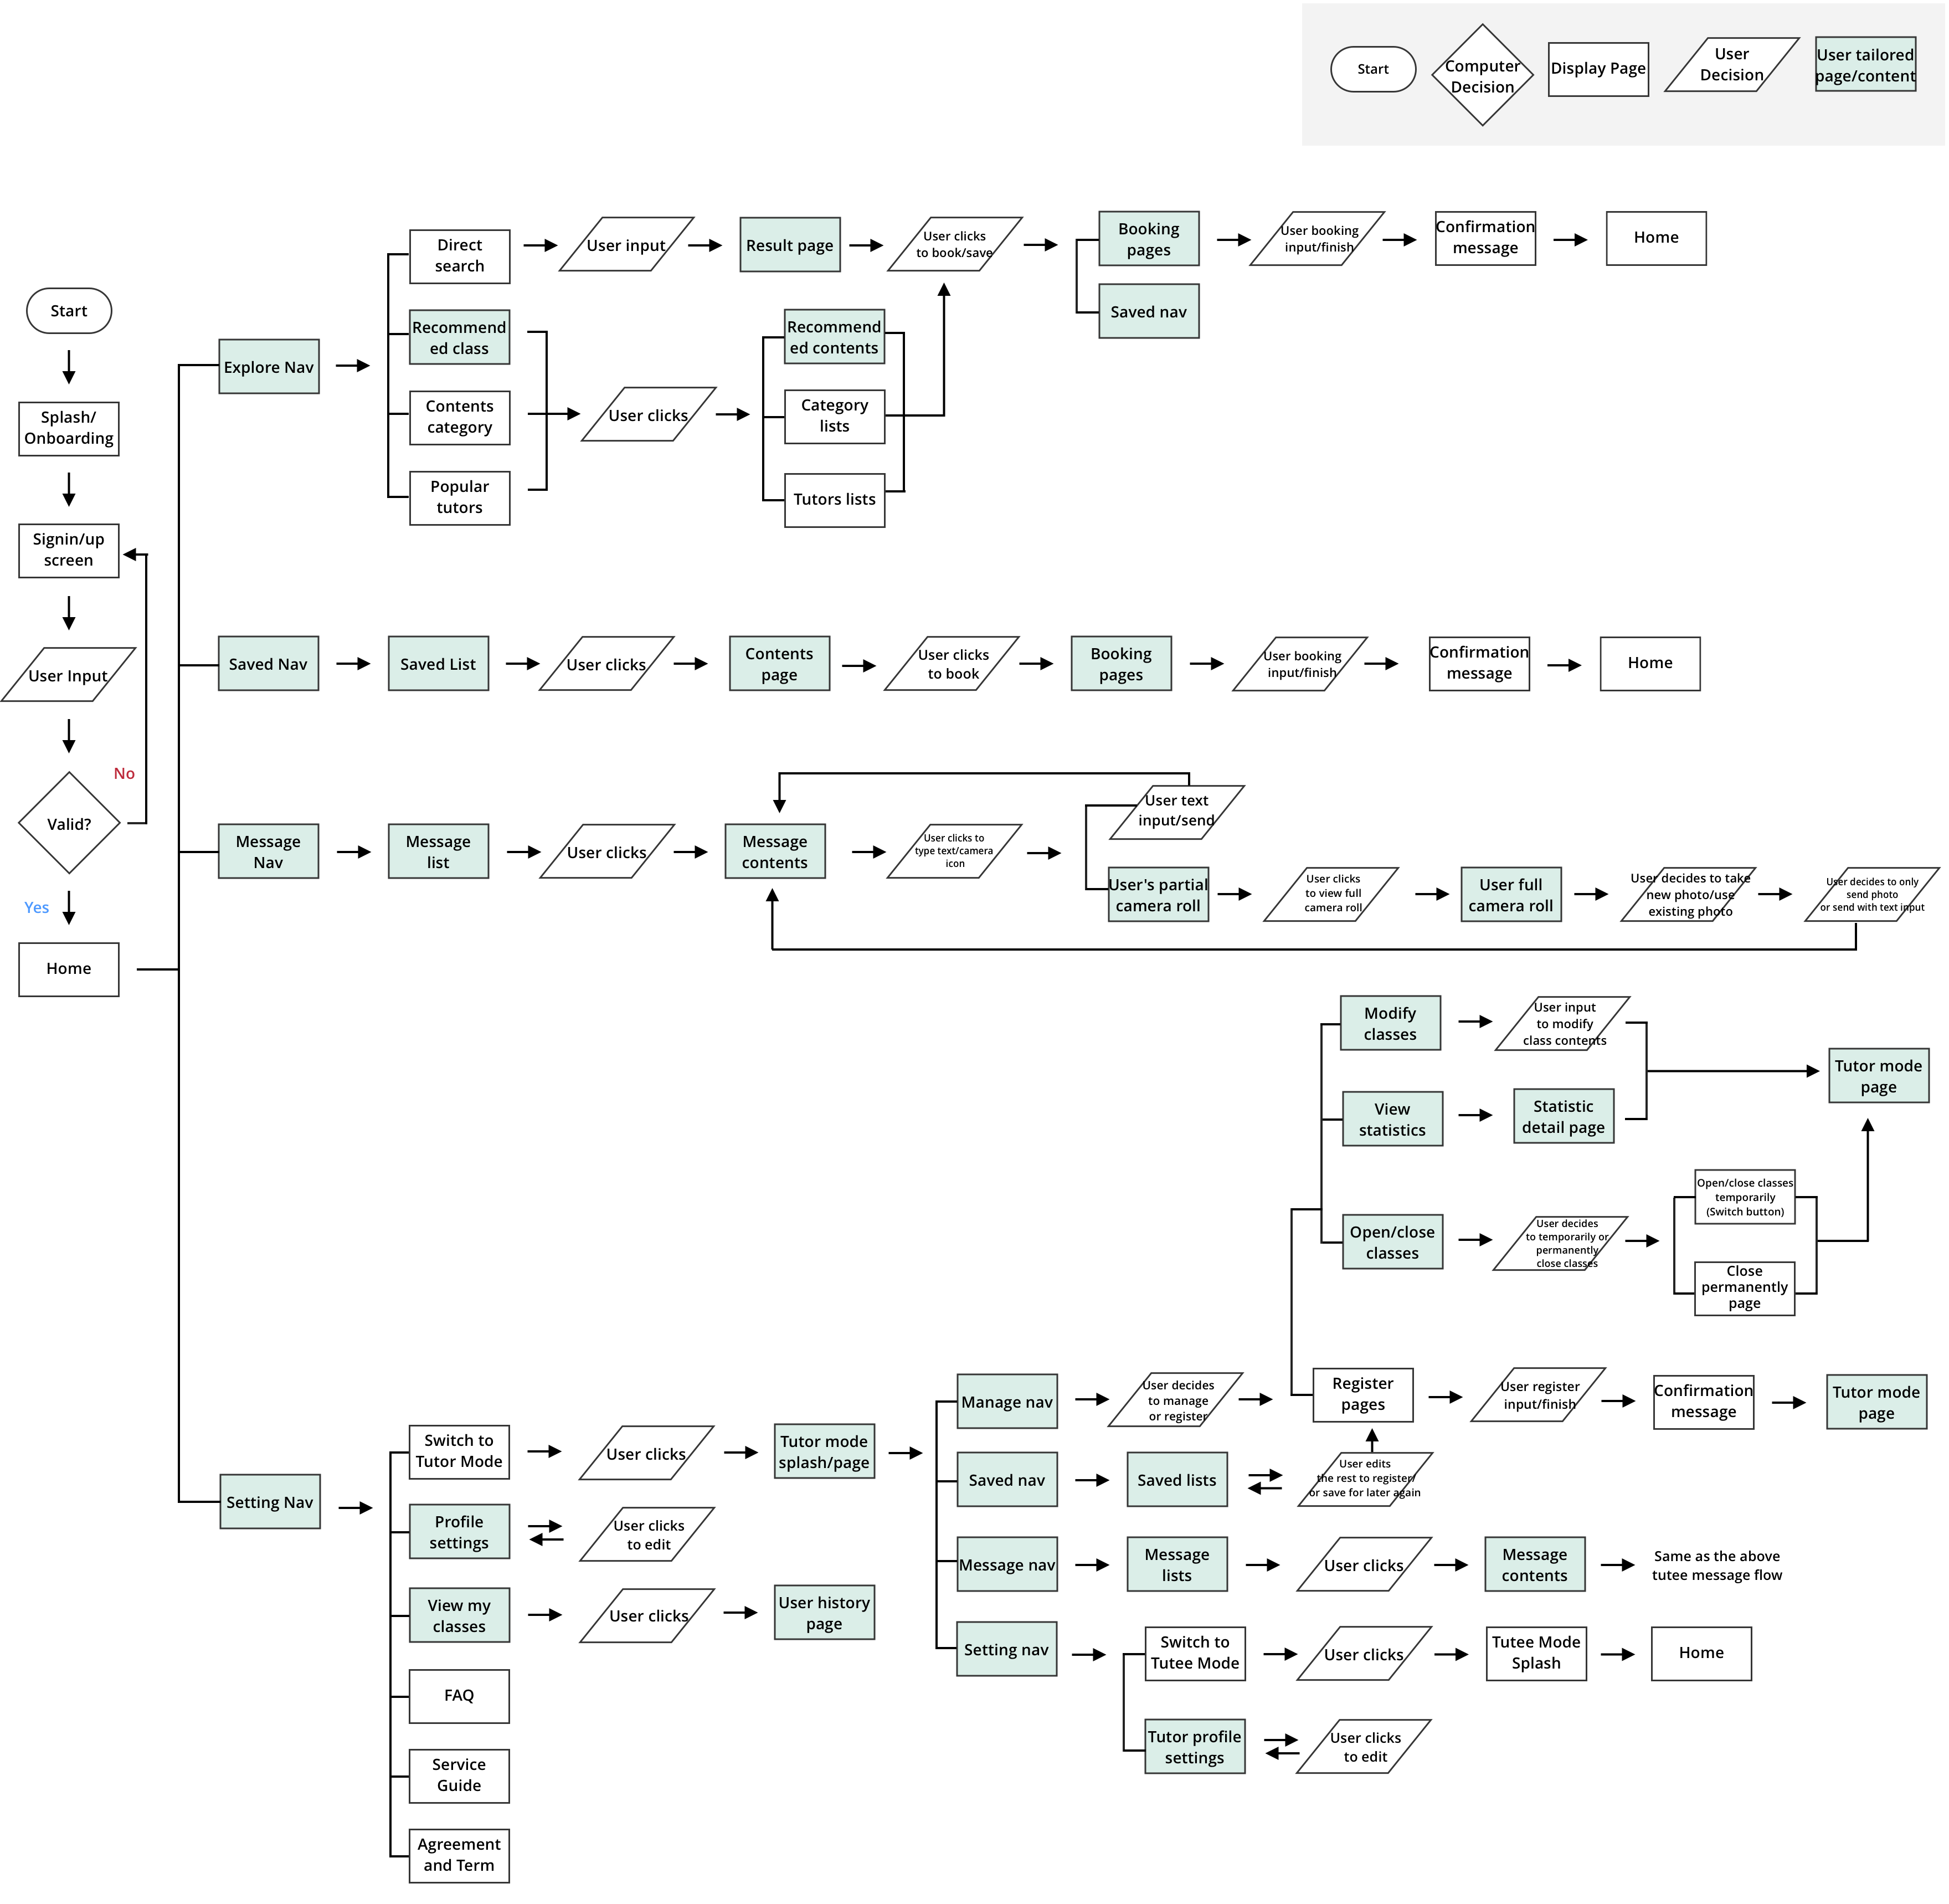 Start
Computer
Decision
Display Page
User
Decision
User tailored
page/content
Start
Splash/
Onboarding
Signin/up
screen
User Input
No
Valid?
Yes
Home
Explore Nav
Direct
search
User input
Result page
User clicks
to book/save
Booking
pages
User booking
input/finish
Confirmation
message
Home
Saved nav
Recommend
ed class
Contents
category
Popular
tutors
User clicks
Recommend
ed contents
Category
lists
Tutors lists
Saved Nav
Saved List
User clicks
Contents
page
User clicks
to book
Booking
pages
User booking
input/finish
Confirmation
message
Home
Message
Nav
Message
list
User clicks
Message
contents
User clicks to
type text/camera
icon
User text
input/send
User's partial
camera roll
User clicks
to view full
camera roll
User full
camera roll
User decides to take
new photo/use
existing photo
User decides to only
send photo
or send with text input
Modify
classes
User input
to modify
class contents
Tutor mode
page
View
statistics
Statistic
detail page
Open/close
classes
User decides
to temporarily or
permanently
close classes
Open/close classes
temporarily
(Switch button)
Close
permanently
page
Setting Nav
Switch to
Tutor Mode
User clicks
Tutor mode
splash/page
Profile
settings
User clicks
to edit
View my
classes
User clicks
User history
page
FAQ
Service
Guide
Agreement
and Term
Manage nav
User decides
to manage
or register
Register
pages
User register
input/finish
Confirmation
message
Tutor mode
page
Saved nav
Saved lists
User edits
the rest to register/
or save for later again
Message nav
Message
lists
User clicks
Message
contents
Same as the above
tutee message flow
Setting nav
Switch to
Tutee Mode
User clicks
Tutee Mode
Splash
Home
Tutor profile
settings
User clicks
to edit